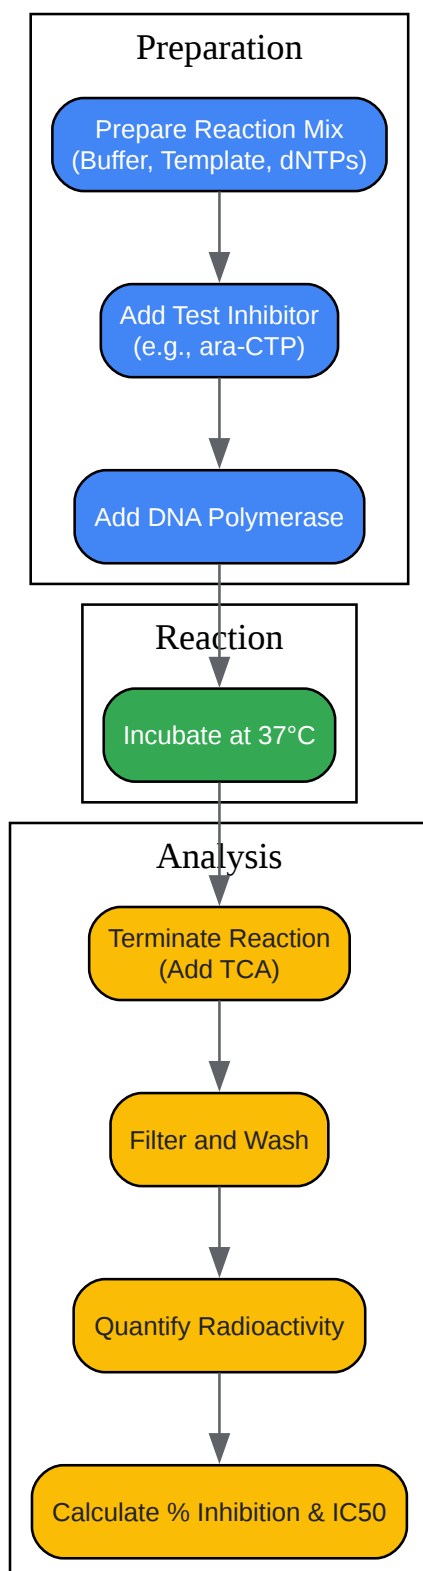 Preparation
Prepare Reaction Mix
(Buffer, Template, dNTPs)
Add Test Inhibitor
(e.g., ara-CTP)
Add DNA Polymerase
Reaction
Incubate at 37°C
Analysis
Terminate Reaction
(Add TCA)
Filter and Wash
Quantify Radioactivity
Calculate % Inhibition & IC50